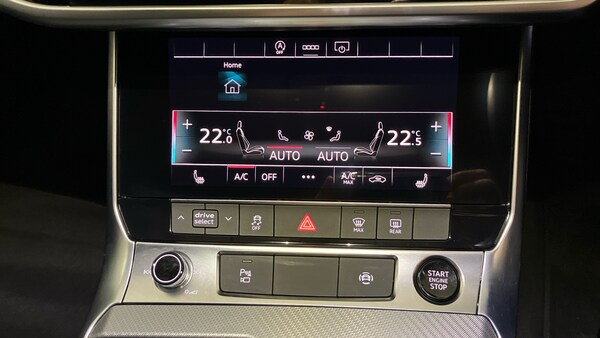 A
OFF
Home
+ 22.0 °C 22.5 °C +
- AUTO AUTO -
A/C OFF ••• A/C MAX
drive select OFF MAX REAR
P
START ENGINE STOP